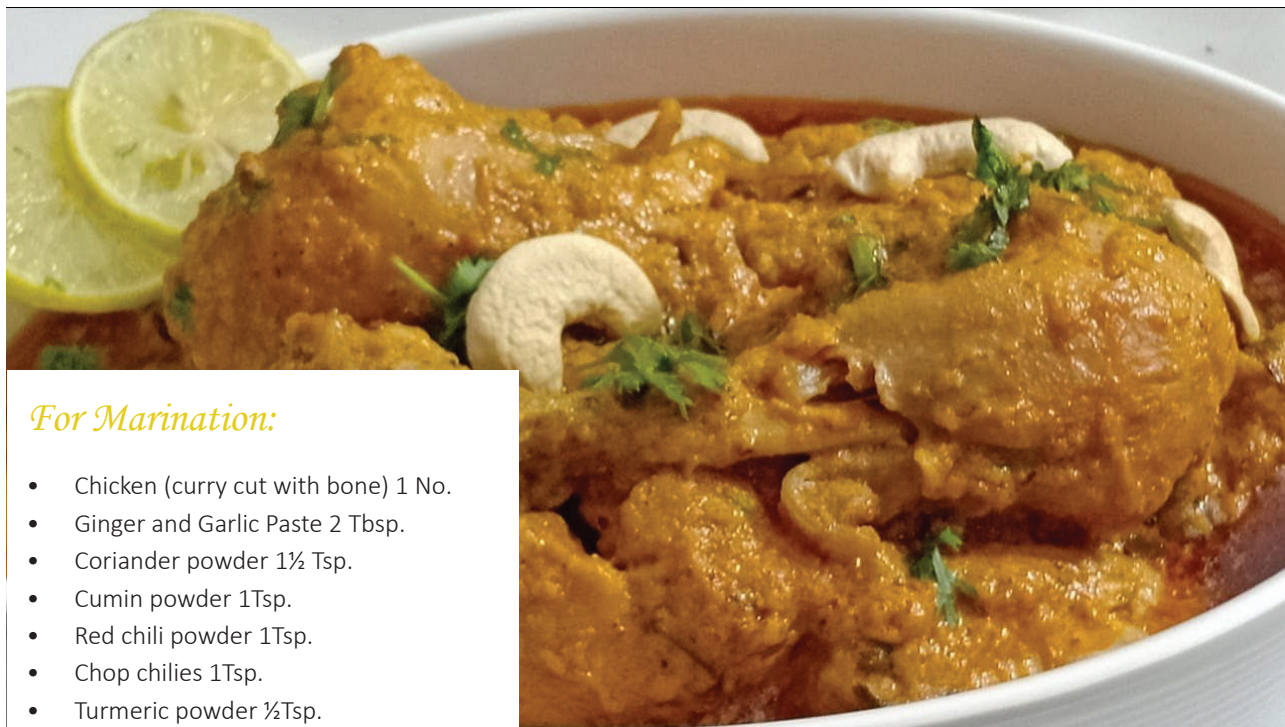 For Marination:
• Chicken (curry cut with bone) 1 No.
• Ginger and Garlic Paste 2 Tbsp.
• Coriander powder 1½ Tsp.
• Cumin powder 1Tsp.
• Red chili powder 1Tsp.
• Chop chilies 1Tsp.
• Turmeric powder ½Tsp.